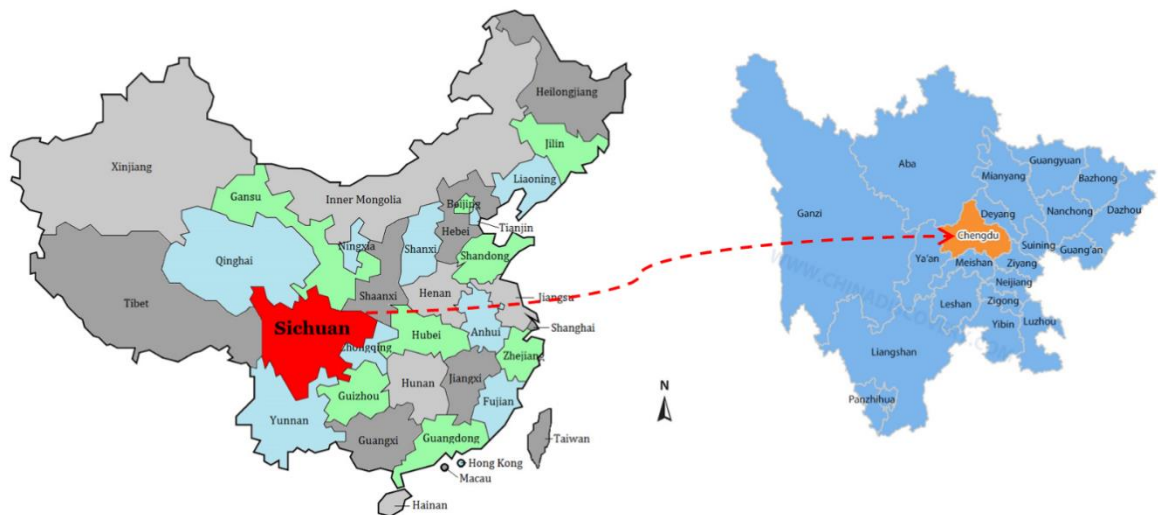 Heilongjiang
Jilin
Xinjiang
Liaoning
Gansu
Inner Mongolia
Beijing
Tianjin
Hebei
Ningxia
Shanxi
Shandong
Qinghai
Shaanxi
Henan
Jiangsu
Tibet
Sichuan
Shanghai
Anhui
Hubei
Chongqing
Zhejiang
Hunan
Jiangxi
Guizhou
Fujian
Yunnan
Guangxi
Guangdong
Taiwan
Hong Kong
Macau
Hainan
N
Aba
Guangyuan
Mianyang
Bazhong
Ganzi
Deyang
Nanchong
Dazhou
Chengdu
Suining
Guang'an
Ya'an
Meishan
Ziyang
Neijiang
Leshan
Zigong
Yibin
Luzhou
Liangshan
Panzhihua